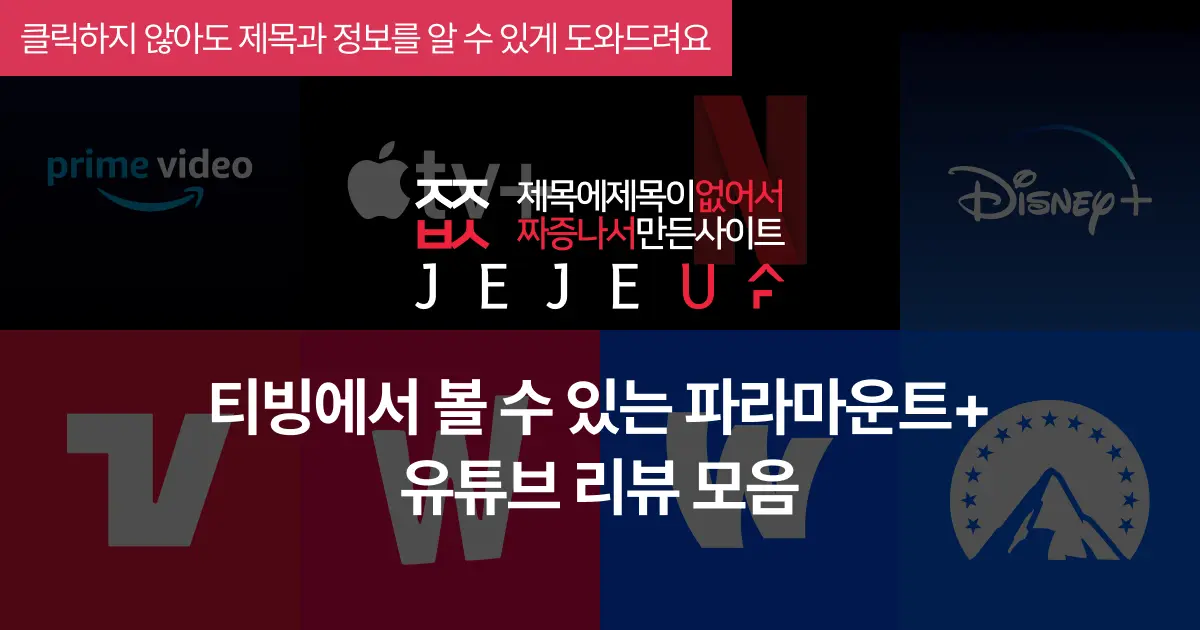 클릭하지 않아도 제목과 정보를 알 수 있게 도와드려요
prime video
tv+
N
Disney+
제목에제목이없어서
짜증나서만든사이트
JEJEU
티빙에서 볼 수 있는 파라마운트+
유튜브 리뷰 모음
W
W